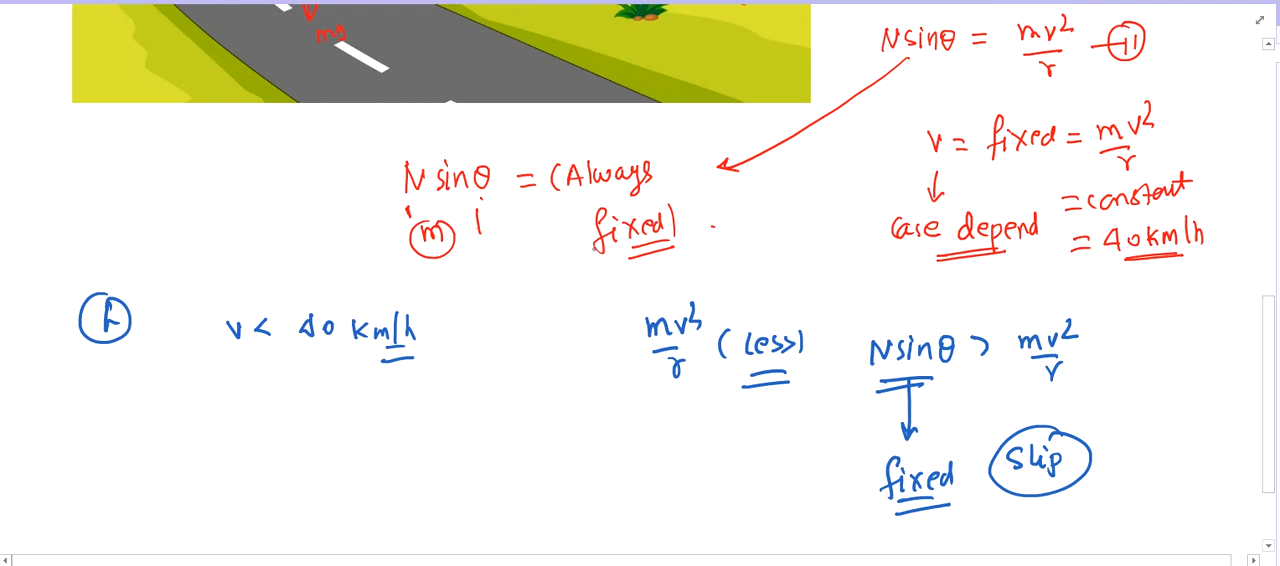 mg
N sinθ = mv²/r —(11)
v = fixed = mv²/r
N sinθ = (Always
fixed)
(m)
case depend
= constant
= 40 km/h
v < 40 km/h
mv²/r (less)
N sinθ > mv²/r
fixed
slip